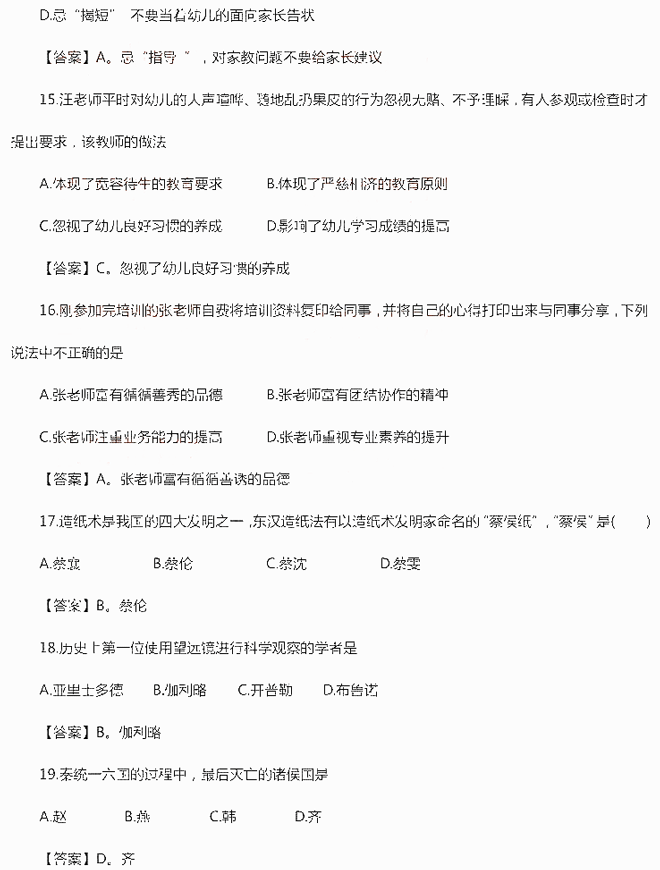 D.忌“揭短” 不要当着幼儿的面向家长告状
【答案】A。忌“指导 ”，对家教问题不要给家长建议
15.汪老师平时对幼儿的大声喧哗、随地乱扔果皮的行为忽视无赌、不予理睬，有人参观或检查时才
提出要求，该教师的做法
A.体现了宽容待生的教育要求 B.体现了严慈相济的教育原则
C.忽视了幼儿良好习惯的养成 D.影响了幼儿学习成绩的提高
【答案】C。忽视了幼儿良好习惯的养成
16.刚参加完培训的张老师自费将培训资料复印给同事，并将自己的心得打印出来与同事分享，下列
说法中不正确的是
A.张老师富有循循善秀的品德 B.张老师富有团结协作的精神
C.张老师注重业务能力的提高 D.张老师重视专业素养的提升
【答案】A。张老师富有循循善诱的品德
17.造纸术是我国的四大发明之一，东汉造纸法有以造纸术发明家命名的“蔡侯纸”，“蔡侯”是( )
A.蔡襄 B.蔡伦 C.蔡沈 D.蔡雯
【答案】B。蔡伦
18.历史上第一位使用望远镜进行科学观察的学者是
A.亚里士多德 B.伽利略 C.开普勒 D.布鲁诺
【答案】B。伽利略
19.秦统一六国的过程中，最后灭亡的诸侯国是
A.赵 B.燕 C.韩 D.齐
【答案】D。齐